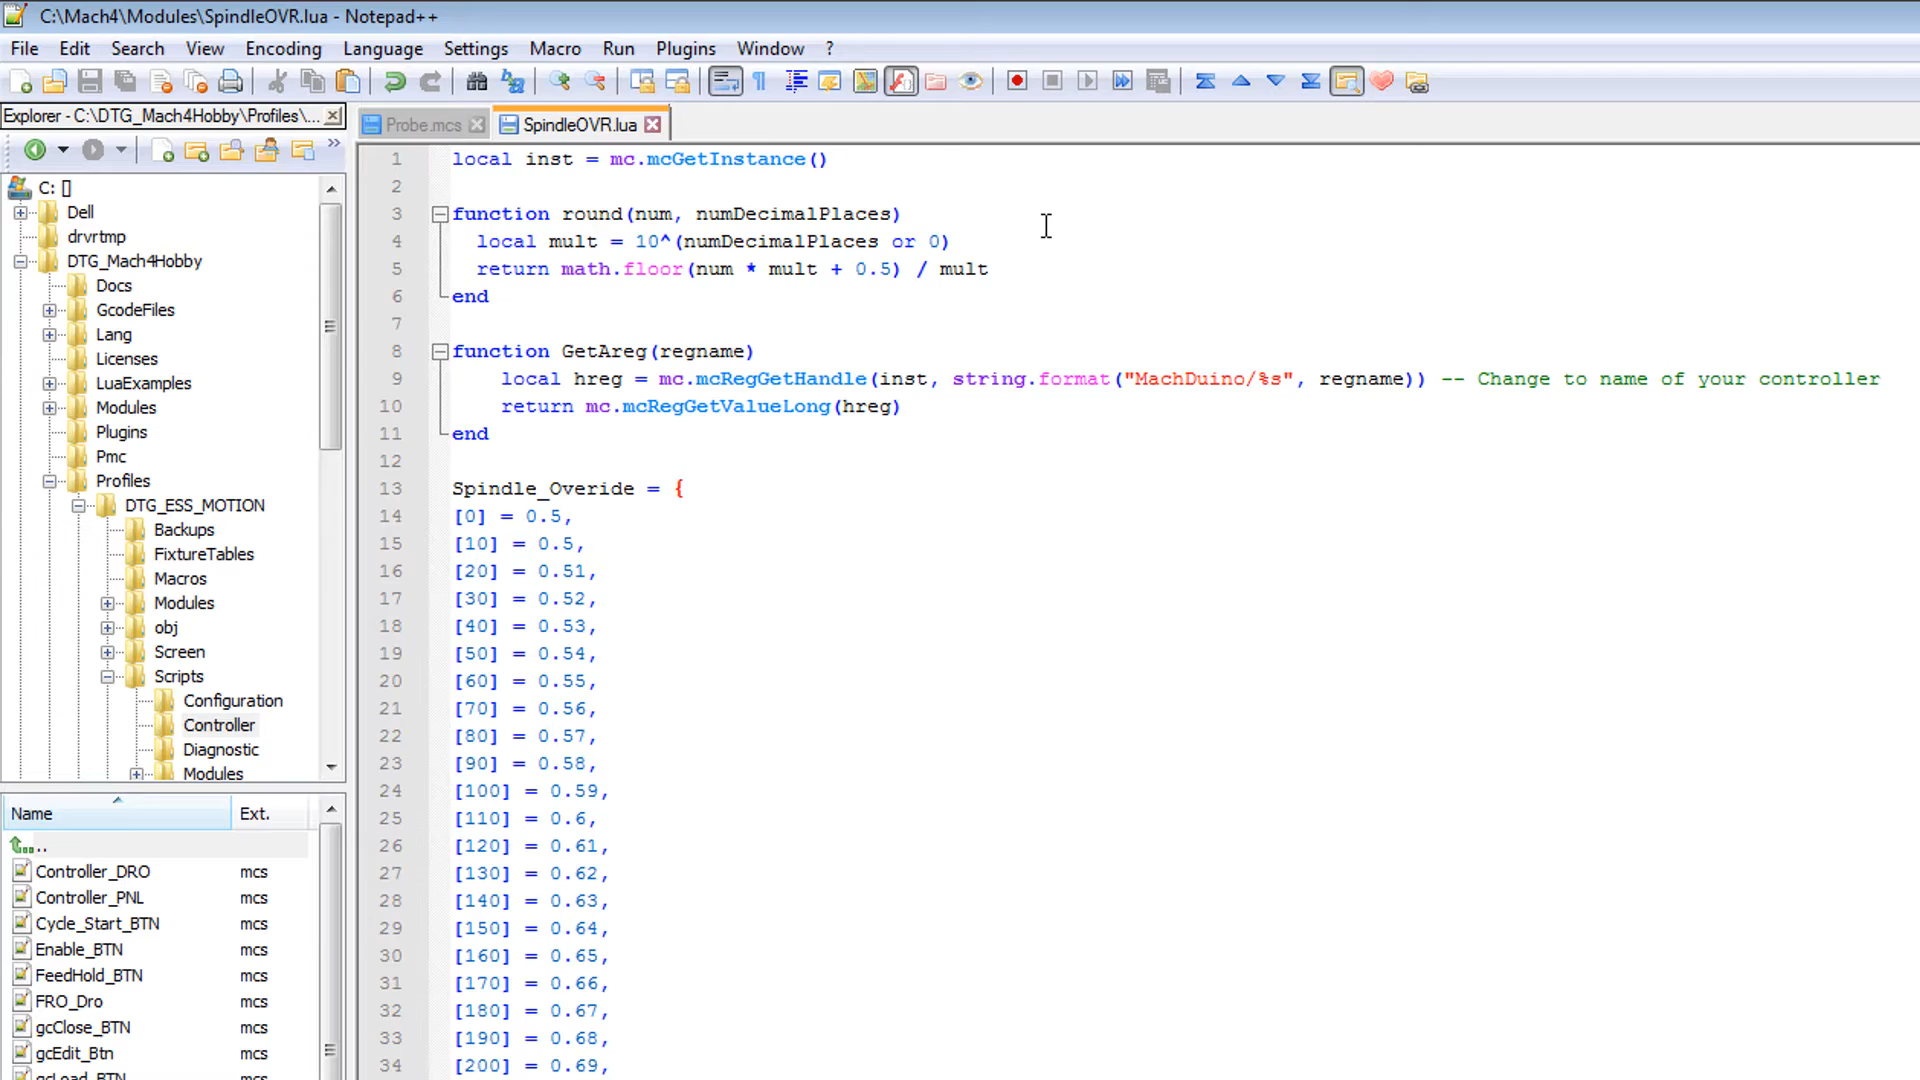 C:\Mach4\Modules\SpindleOVR.lua - Notepad++
File Edit Search View Encoding Language Settings Macro Run Plugins Window ?
Explorer - C:\DTG_Mach4Hobby\Profiles\...
Probe.mcs SpindleOVR.lua
C: []
Dell
drvrtmp
DTG_Mach4Hobby
Docs
GcodeFiles
Lang
Licenses
LuaExamples
Modules
Plugins
Pmc
Profiles
DTG_ESS_MOTION
Backups
FixtureTables
Macros
Modules
obj
Screen
Scripts
Configuration
Controller
Diagnostic
Modules
Name Ext.
..
Controller_DRO mcs
Controller_PNL mcs
Cycle_Start_BTN mcs
Enable_BTN mcs
FeedHold_BTN mcs
FRO_Dro mcs
gcClose_BTN mcs
gcEdit_Btn mcs
gcLoad_BTN mcs
1 local inst = mc.mcGetInstance()
2
3 function round(num, numDecimalPlaces)
4 local mult = 10^(numDecimalPlaces or 0)
5 return math.floor(num * mult + 0.5) / mult
6 end
7
8 function GetAreg(regname)
9 local hreg = mc.mcRegGetHandle(inst, string.format("MachDuino/%s", regname)) -- Change to name of your controller
10 return mc.mcRegGetValueLong(hreg)
11 end
12
13 Spindle_Overide = {
14 [0] = 0.5,
15 [10] = 0.5,
16 [20] = 0.51,
17 [30] = 0.52,
18 [40] = 0.53,
19 [50] = 0.54,
20 [60] = 0.55,
21 [70] = 0.56,
22 [80] = 0.57,
23 [90] = 0.58,
24 [100] = 0.59,
25 [110] = 0.6,
26 [120] = 0.61,
27 [130] = 0.62,
28 [140] = 0.63,
29 [150] = 0.64,
30 [160] = 0.65,
31 [170] = 0.66,
32 [180] = 0.67,
33 [190] = 0.68,
34 [200] = 0.69,